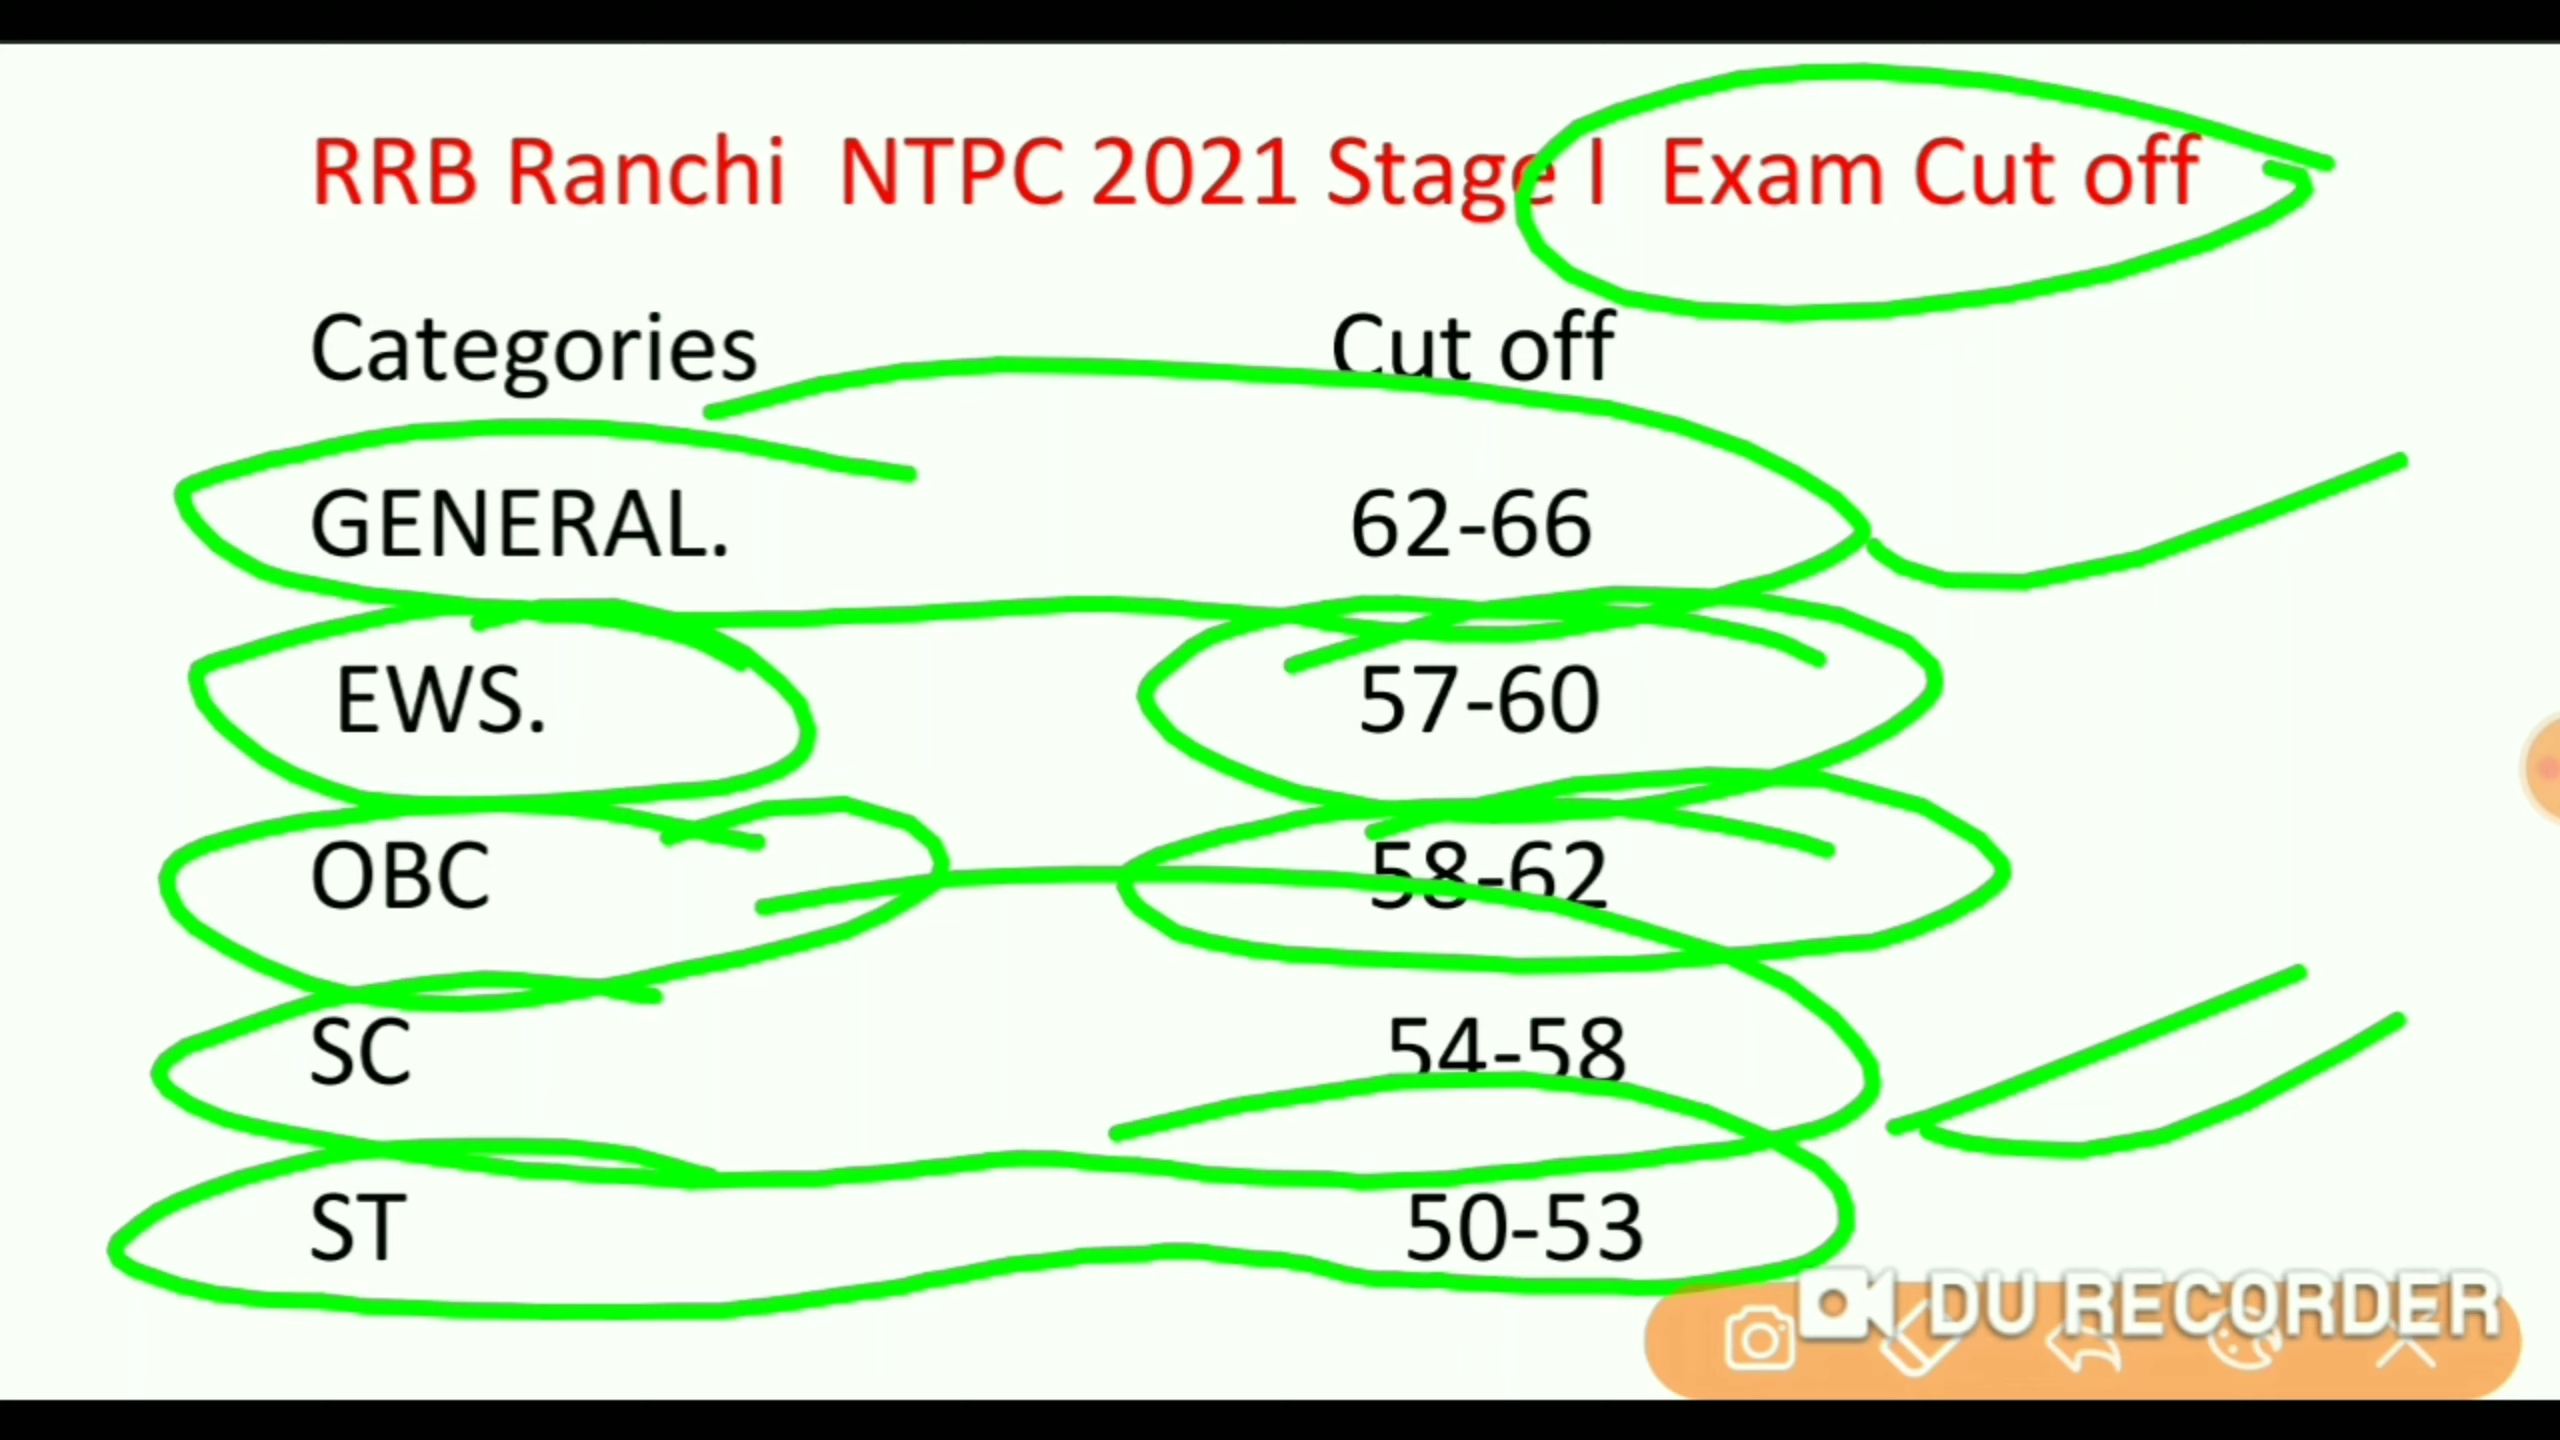 RRB Ranchi NTPC 2021 Stage I Exam Cut off
Categories Cut off
GENERAL. 62-66
EWS. 57-60
OBC 58-62
SC 54-58
ST 50-53
DU RECORDER